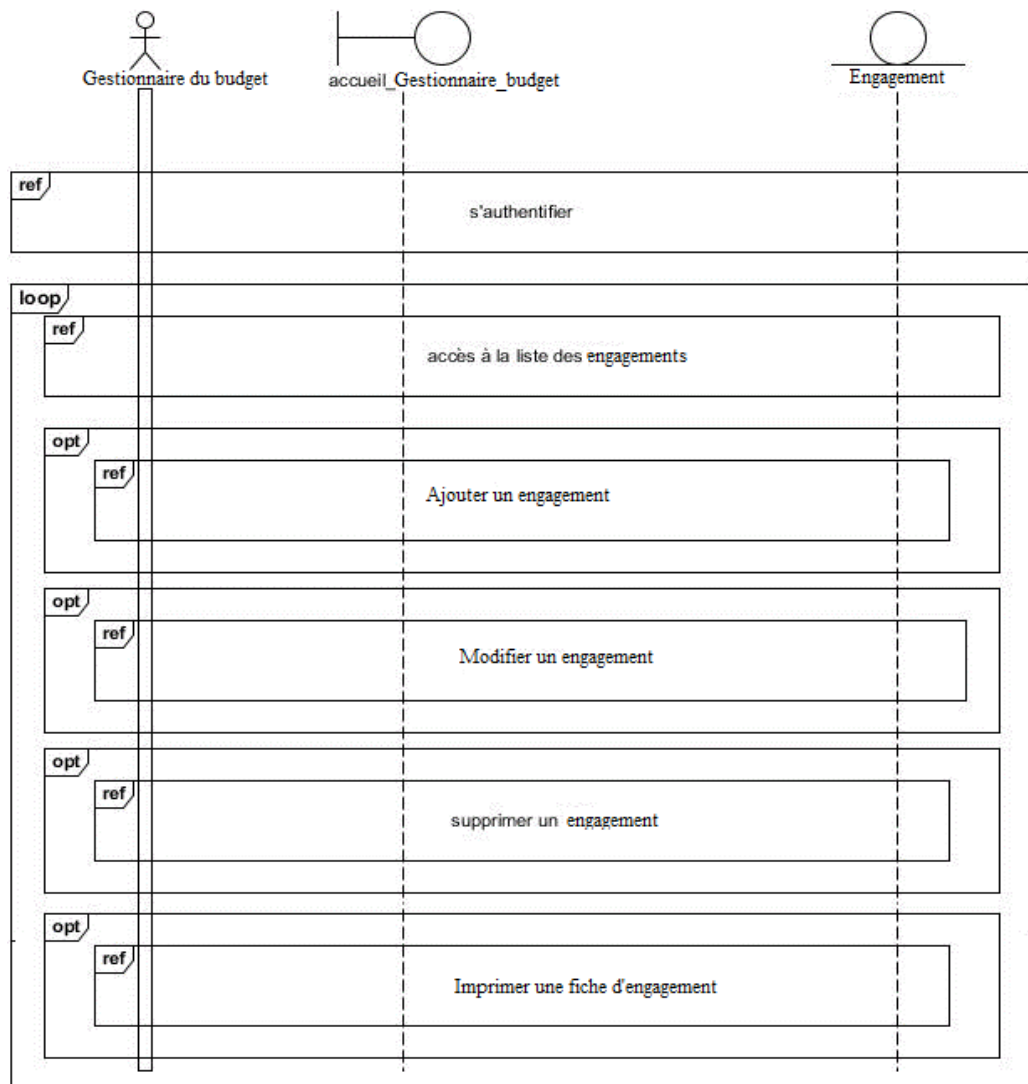 Gestionnaire du budget
accueil_Gestionnaire_budget
Engagement
ref
s'authentifier
loop
ref
accès à la liste des engagements
opt
ref
Ajouter un engagement
opt
ref
Modifier un engagement
opt
ref
supprimer un engagement
opt
ref
Imprimer une fiche d'engagement